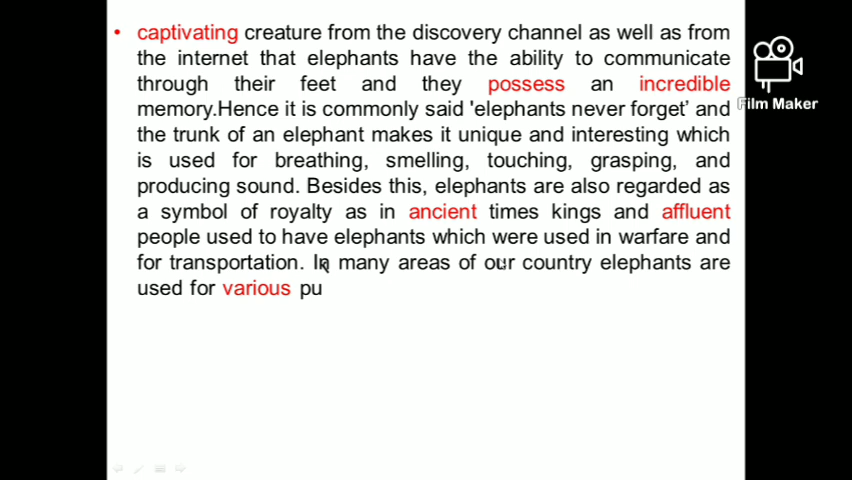 • captivating creature from the discovery channel as well as from
the internet that elephants have the ability to communicate
through their feet and they possess an incredible
memory.Hence it is commonly said 'elephants never forget' and
the trunk of an elephant makes it unique and interesting which
is used for breathing, smelling, touching, grasping, and
producing sound. Besides this, elephants are also regarded as
a symbol of royalty as in ancient times kings and affluent
people used to have elephants which were used in warfare and
for transportation. In many areas of our country elephants are
used for various pu
Film Maker